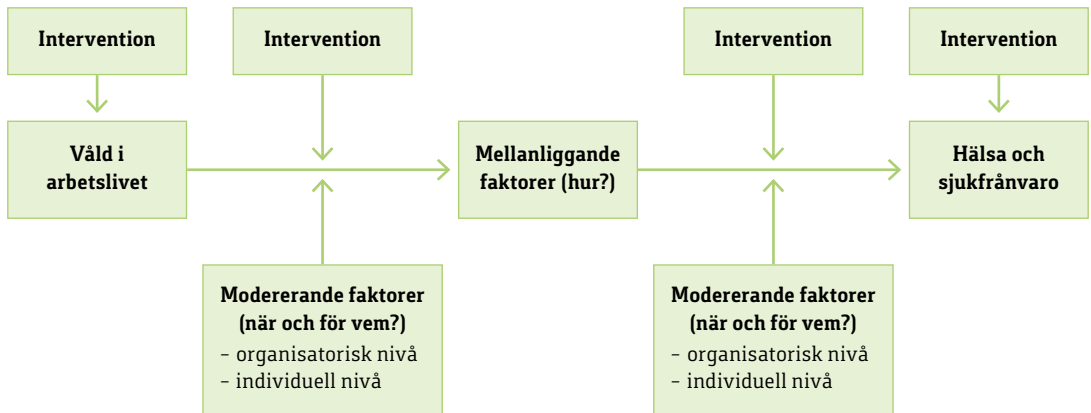 Intervention
Intervention
Intervention
Intervention
Våld i
arbetslivet
Mellanliggande
faktorer (hur?)
Hälsa och
sjukfrånvaro
Modererande faktorer
(när och för vem?)
– organisatorisk nivå
– individuell nivå
Modererande faktorer
(när och för vem?)
– organisatorisk nivå
– individuell nivå